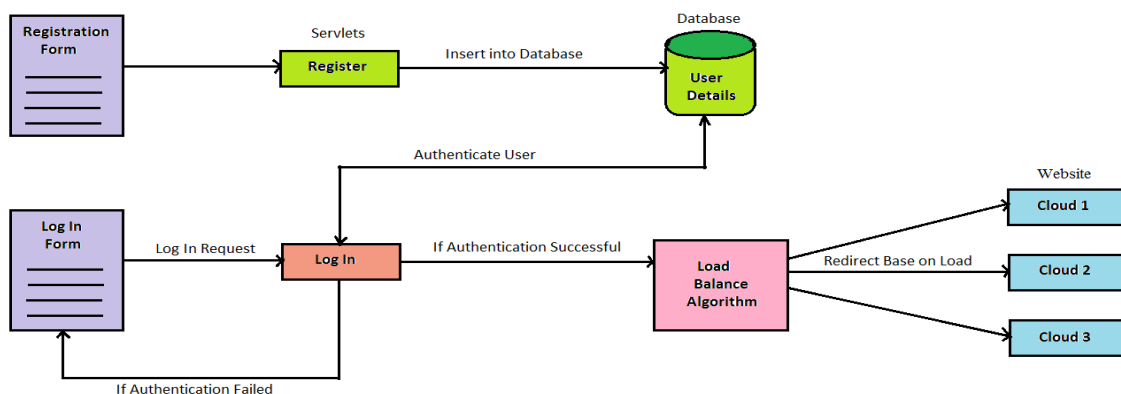 Registration
Form
Servlets
Register
Insert into Database
Database
User
Details
Authenticate User
Log In
Form
Log In Request
Log In
If Authentication Successful
If Authentication Failed
Load
Balance
Algorithm
Redirect Base on Load
Website
Cloud 1
Cloud 2
Cloud 3